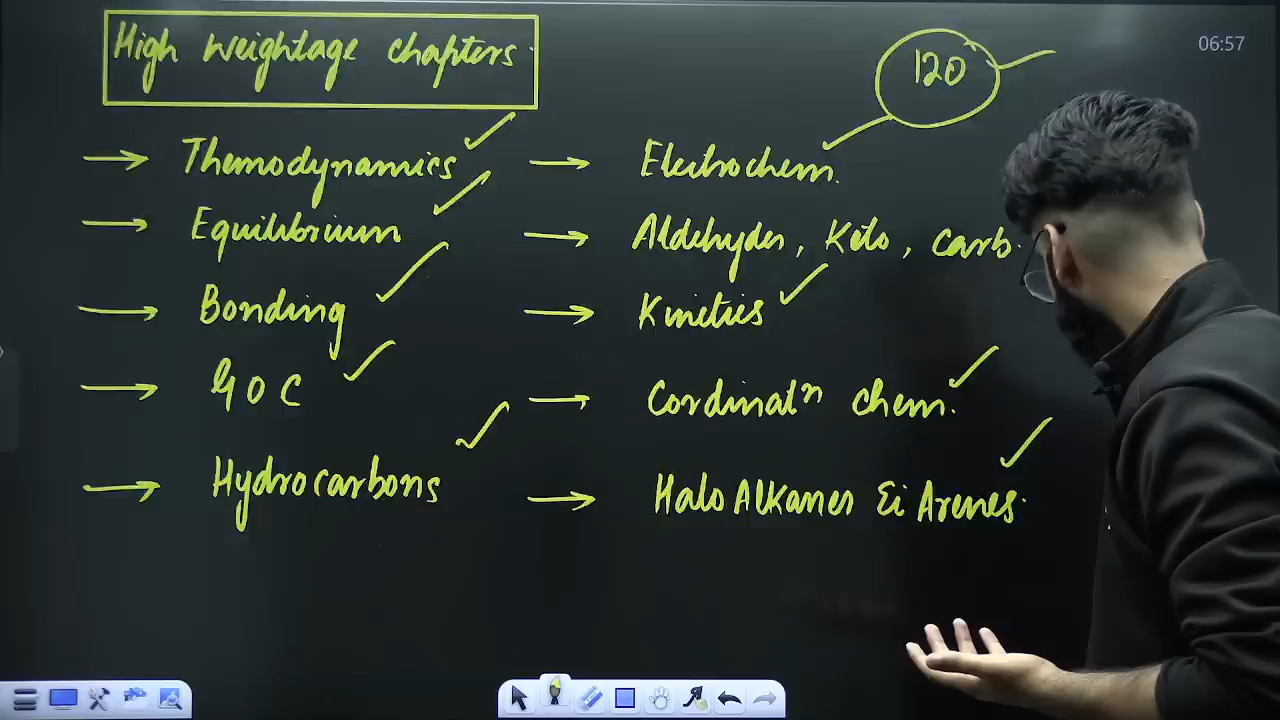 High weightage chapters.
120
06:57
→ Themodynamics ✓
→ Electrochem.
→ Equilibrium ✓
→ Aldehydes, Keto, carb.
→ Bonding ✓
→ Kinetics ✓
→ GOC ✓
→ Cordinatⁿ chem. ✓
→ Hydrocarbons ✓
→ Halo Alkanes & Arenes. ✓